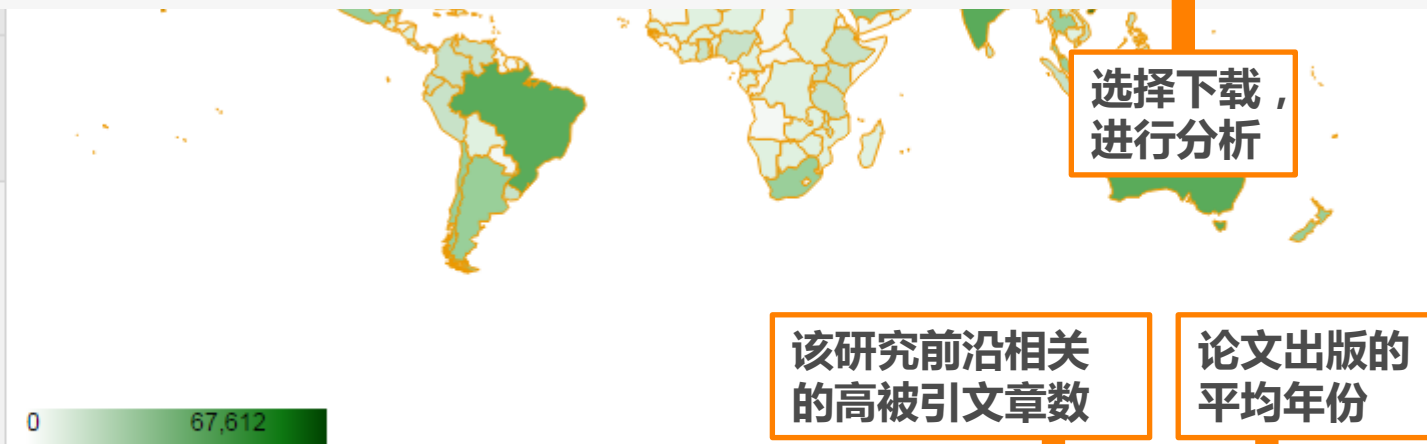 选择下载，
进行分析
该研究前沿相关
的高被引文章数
论文出版的
平均年份
0 67,612